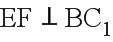 EF ⊥ BC₁